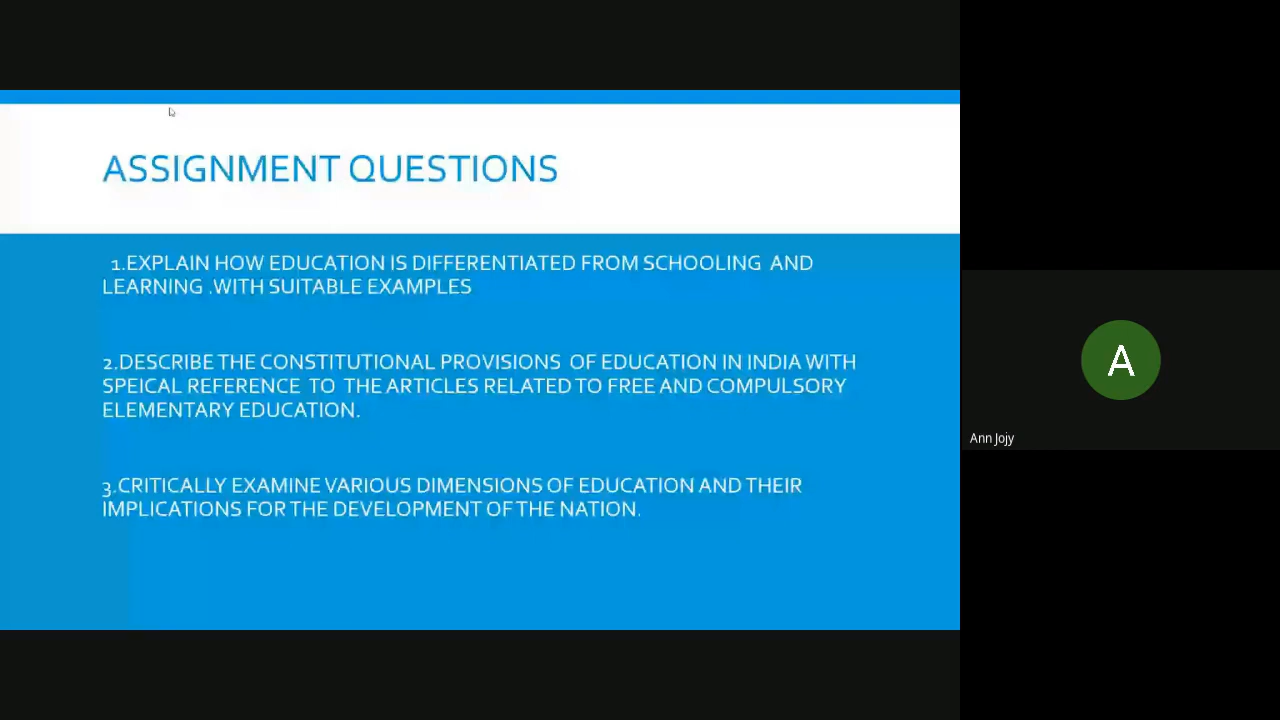 ASSIGNMENT QUESTIONS
1.EXPLAIN HOW EDUCATION IS DIFFERENTIATED FROM SCHOOLING AND
LEARNING .WITH SUITABLE EXAMPLES
2.DESCRIBE THE CONSTITUTIONAL PROVISIONS OF EDUCATION IN INDIA WITH
SPEICAL REFERENCE TO THE ARTICLES RELATED TO FREE AND COMPULSORY
ELEMENTARY EDUCATION.
3.CRITICALLY EXAMINE VARIOUS DIMENSIONS OF EDUCATION AND THEIR
IMPLICATIONS FOR THE DEVELOPMENT OF THE NATION.
A
Ann Jojy